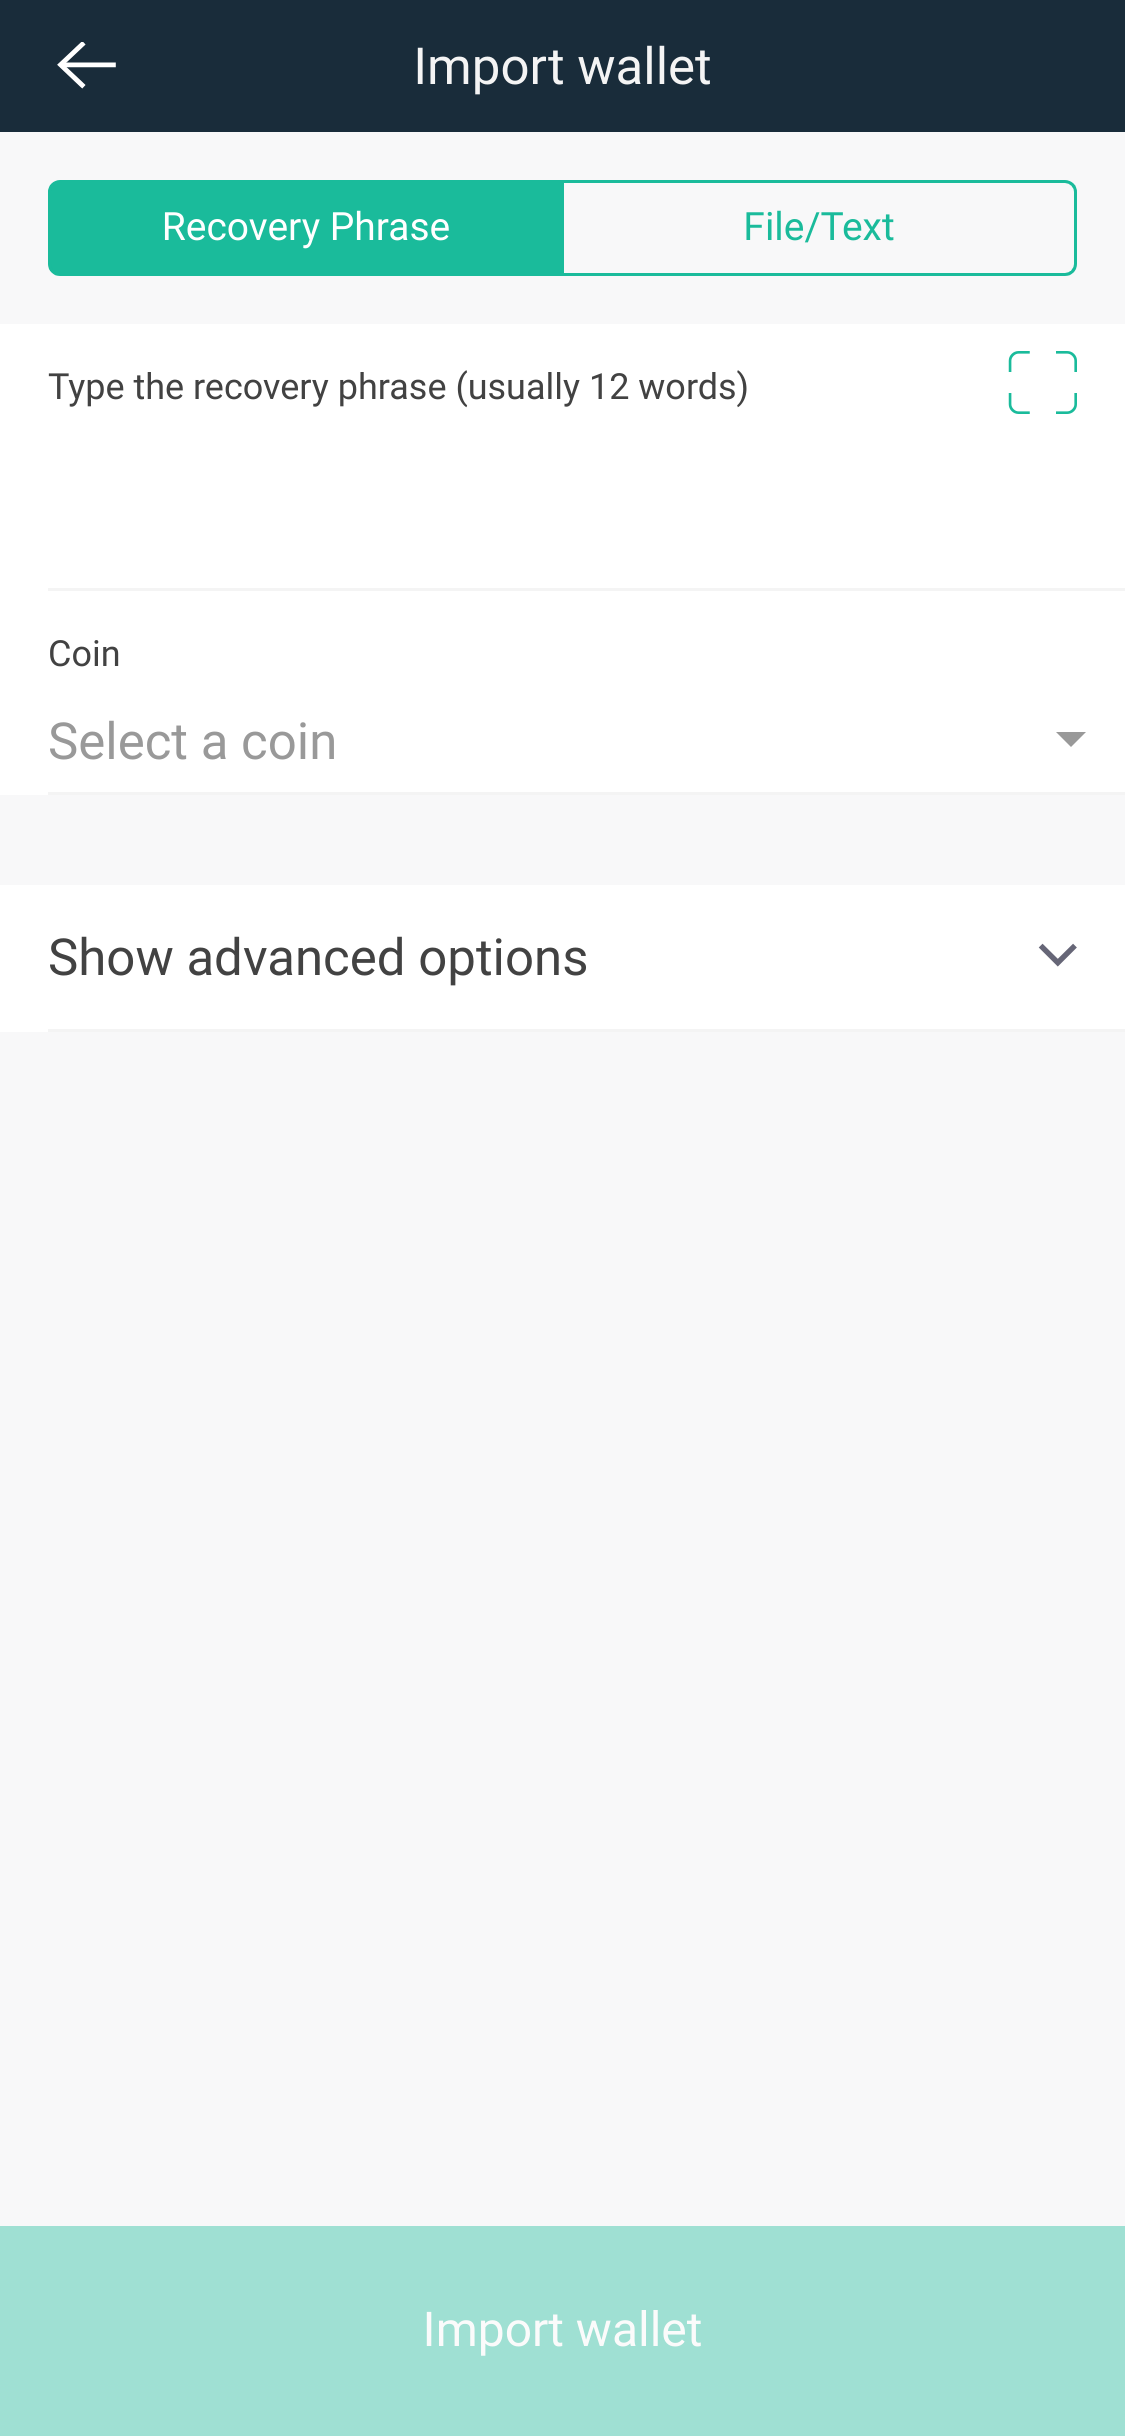 Import wallet
Recovery Phrase
File/Text
Type the recovery phrase (usually 12 words)
Coin
Select a coin
Show advanced options
Import wallet